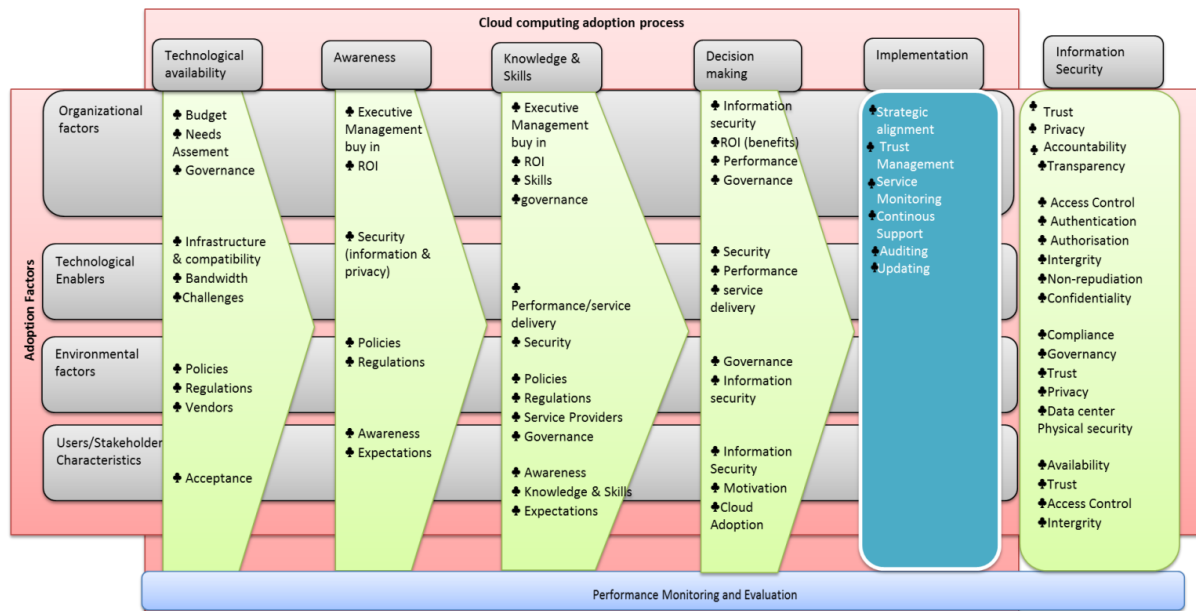 Cloud computing adoption process
Technological
availability
Awareness
Knowledge &
Skills
Decision
making
Implementation
Information
Security
Adoption Factors
Organizational
factors
Technological
Enablers
Environmental
factors
Users/Stakeholder
Characteristics
♣ Budget
♣ Needs
Assement
♣ Governance
♣Infrastructure
& compatibility
♣ Bandwidth
♣Challenges
♣ Policies
♣ Regulations
♣ Vendors
♣ Acceptance
♣ Executive
Management
buy in
♣ ROI
♣ Security
(information &
privacy)
♣ Policies
♣ Regulations
♣ Awareness
♣ Expectations
♣ Executive
Management
buy in
♣ ROI
♣ Skills
♣governance
♣
Performance/service
delivery
♣ Security
♣ Policies
♣ Regulations
♣ Service Providers
♣ Governance
♣ Awareness
♣ Knowledge & Skills
♣ Expectations
♣ Information
security
♣ROI (benefits)
♣ Performance
♣ Governance
♣ Security
♣ Performance
♣ service
delivery
♣ Governance
♣ Information
security
♣ Information
Security
♣ Motivation
♣Cloud
Adoption
♣Strategic
alignment
♣ Trust
Management
♣Service
Monitoring
♣Continous
Support
♣Auditing
♣Updating
♣ Trust
♣ Privacy
♣ Accountability
♣Transparency
♣ Access Control
♣ Authentication
♣ Authorisation
♣Intergrity
♣Non-repudiation
♣Confidentiality
♣Compliance
♣Governancy
♣Trust
♣Privacy
♣Data center
Physical security
♣Availability
♣Trust
♣Access Control
♣Intergrity
Performance Monitoring and Evaluation